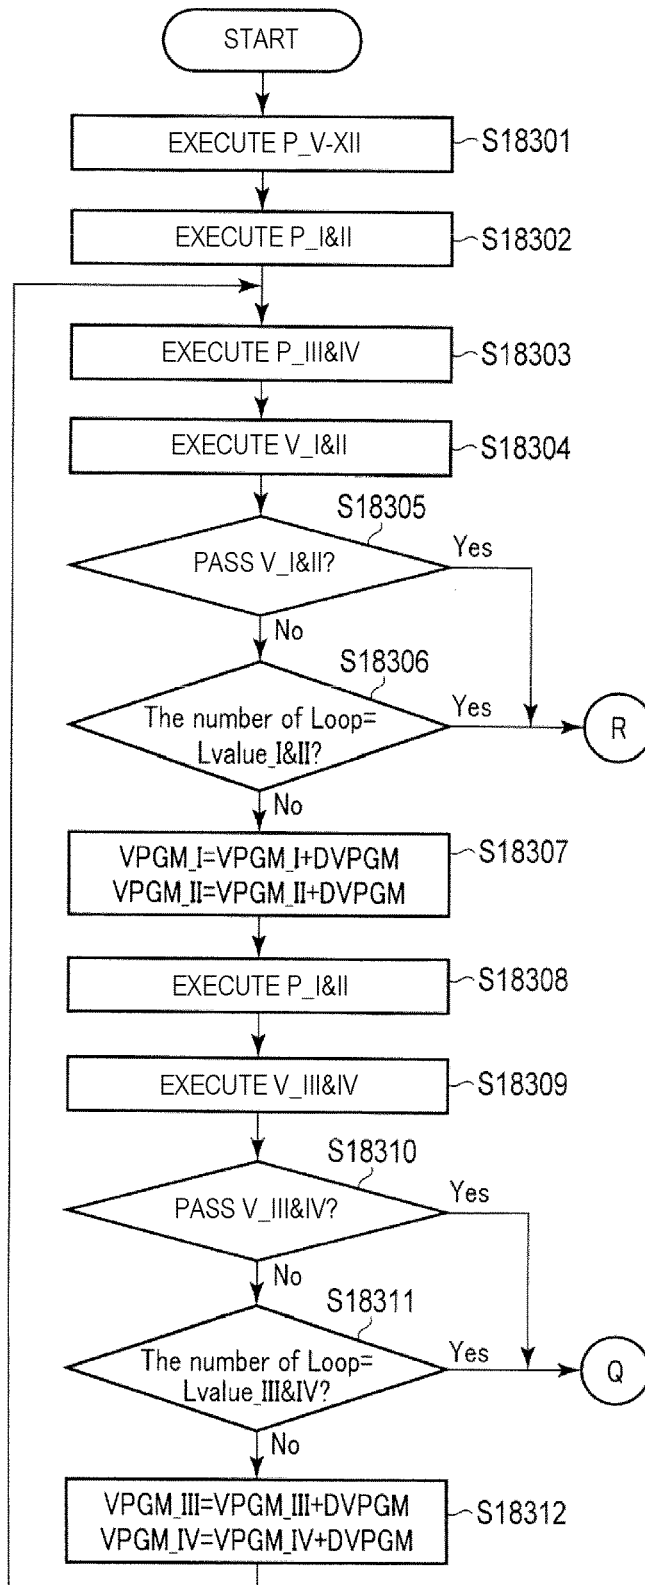 START
EXECUTE P_V-XII
S18301
EXECUTE P_I&II
S18302
EXECUTE P_III&IV
S18303
EXECUTE V_I&II
S18304
S18305
PASS V_I&II?
Yes
No
S18306
The number of Loop=
Lvalue_I&II?
Yes
R
No
VPGM_I=VPGM_I+DVPGM
VPGM_II=VPGM_II+DVPGM
S18307
EXECUTE P_I&II
S18308
EXECUTE V_III&IV
S18309
S18310
PASS V_III&IV?
Yes
No
S18311
The number of Loop=
Lvalue_III&IV?
Yes
Q
No
VPGM_III=VPGM_III+DVPGM
VPGM_IV=VPGM_IV+DVPGM
S18312